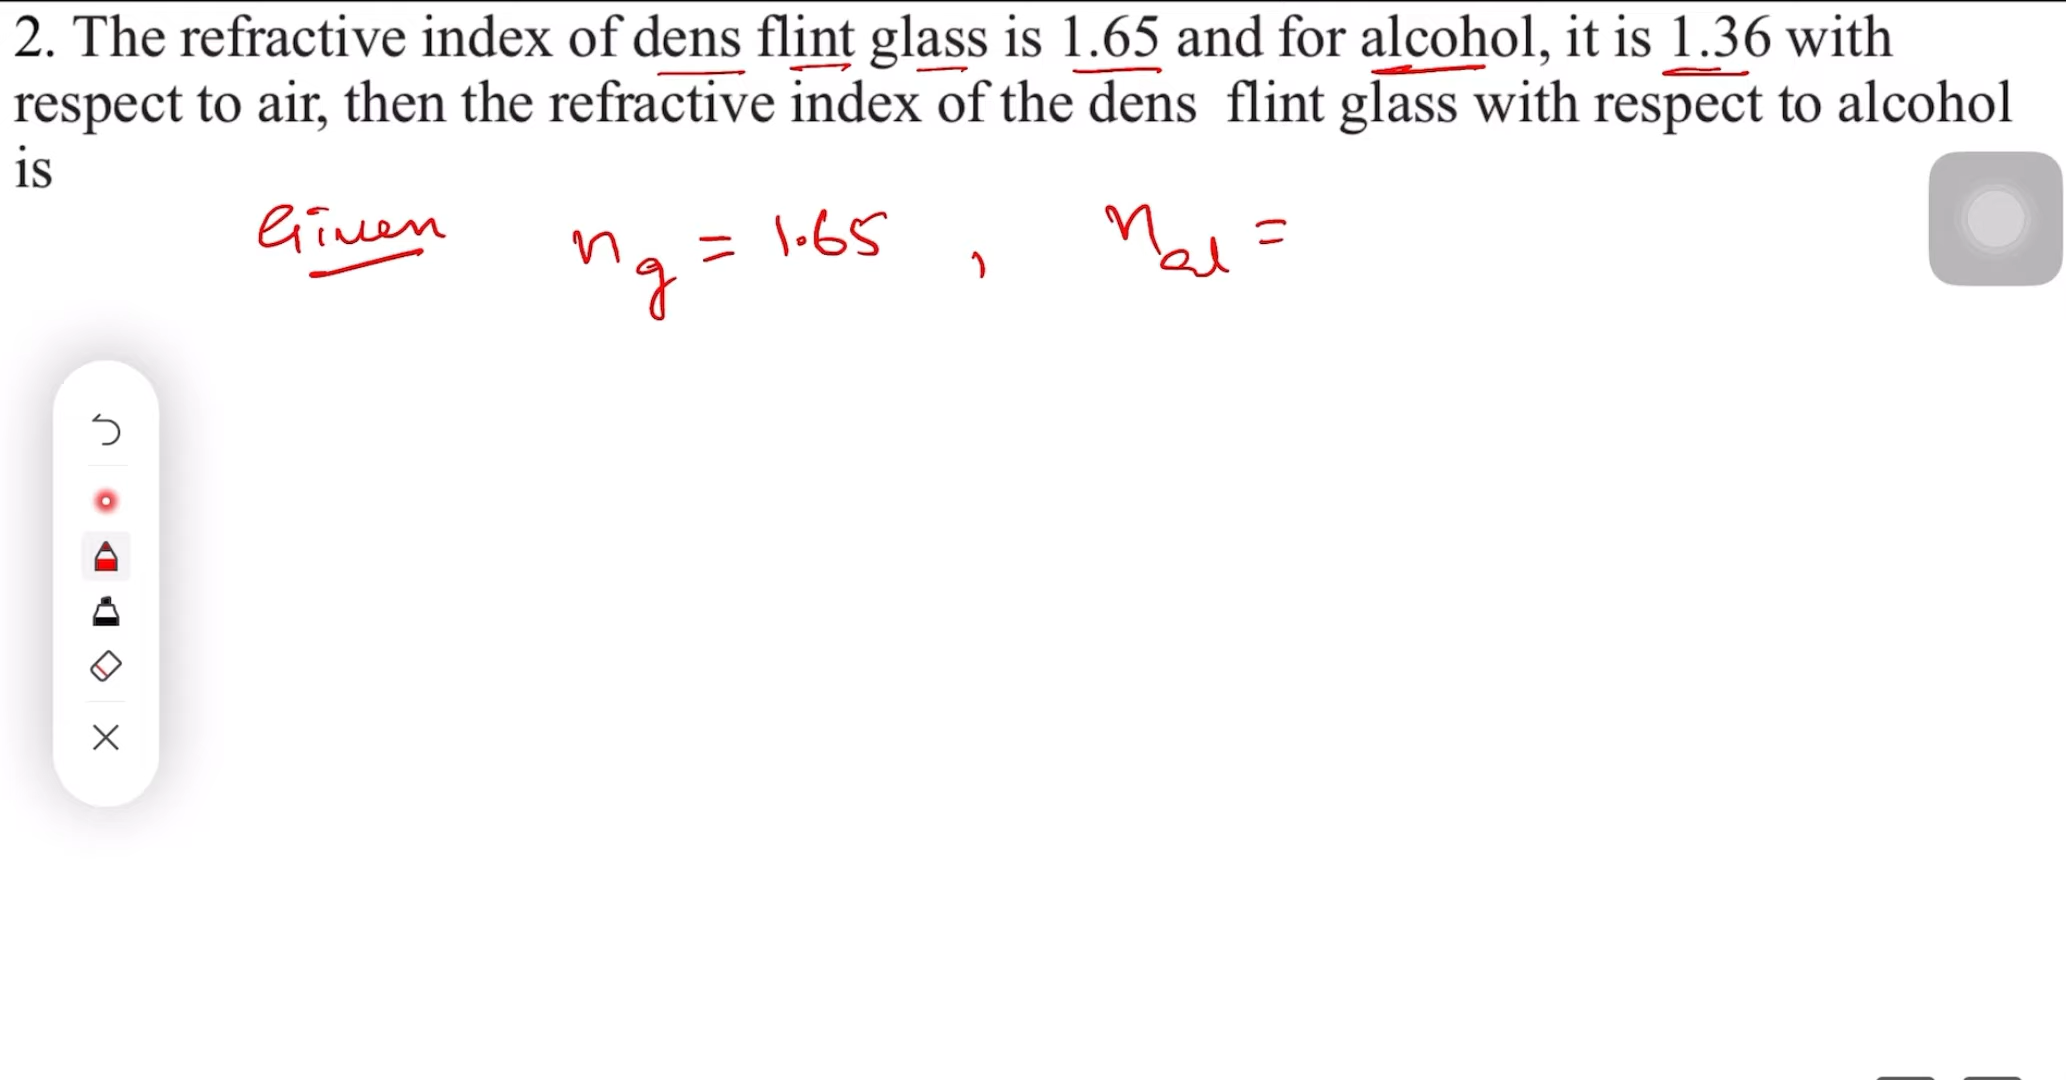 2. The refractive index of dens flint glass is 1.65 and for alcohol, it is 1.36 with
respect to air, then the refractive index of the dens flint glass with respect to alcohol
is
Given n_g = 1.65 , n_al =